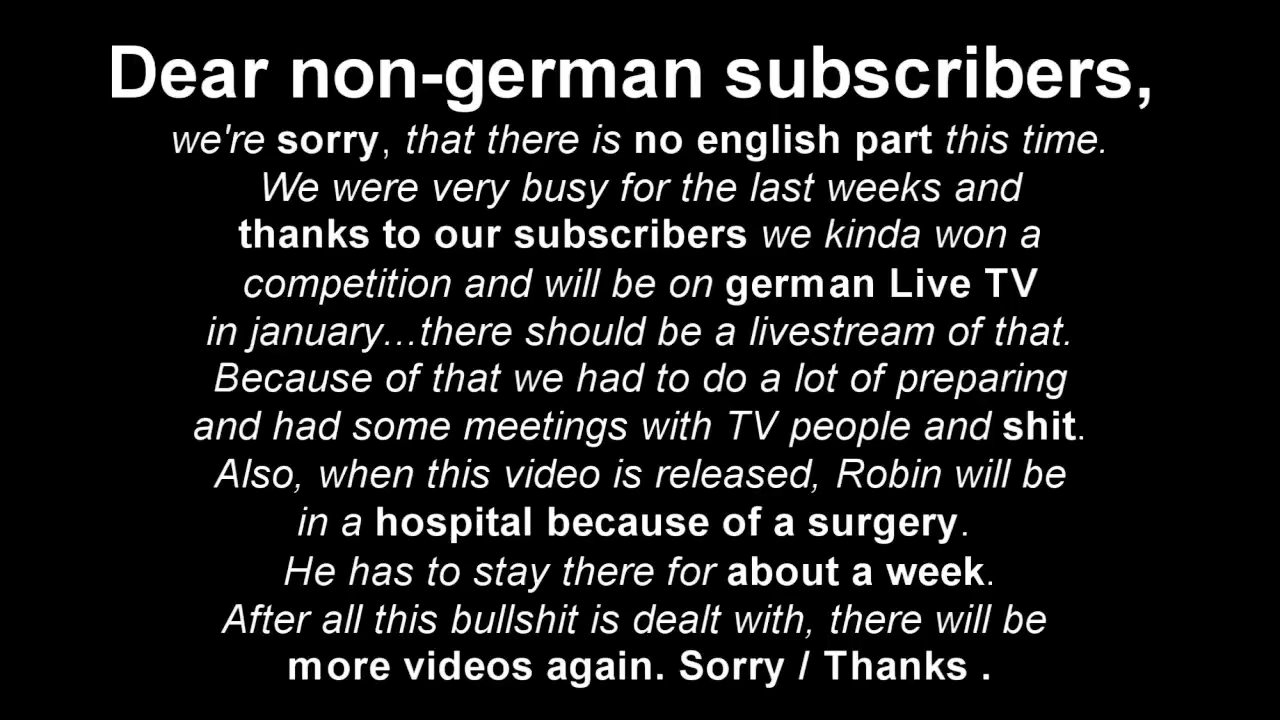 Dear non-german subscribers,
we're sorry, that there is no english part this time.
We were very busy for the last weeks and
thanks to our subscribers we kinda won a
competition and will be on german Live TV
in january...there should be a livestream of that.
Because of that we had to do a lot of preparing
and had some meetings with TV people and shit.
Also, when this video is released, Robin will be
in a hospital because of a surgery.
He has to stay there for about a week.
After all this bullshit is dealt with, there will be
more videos again. Sorry / Thanks .